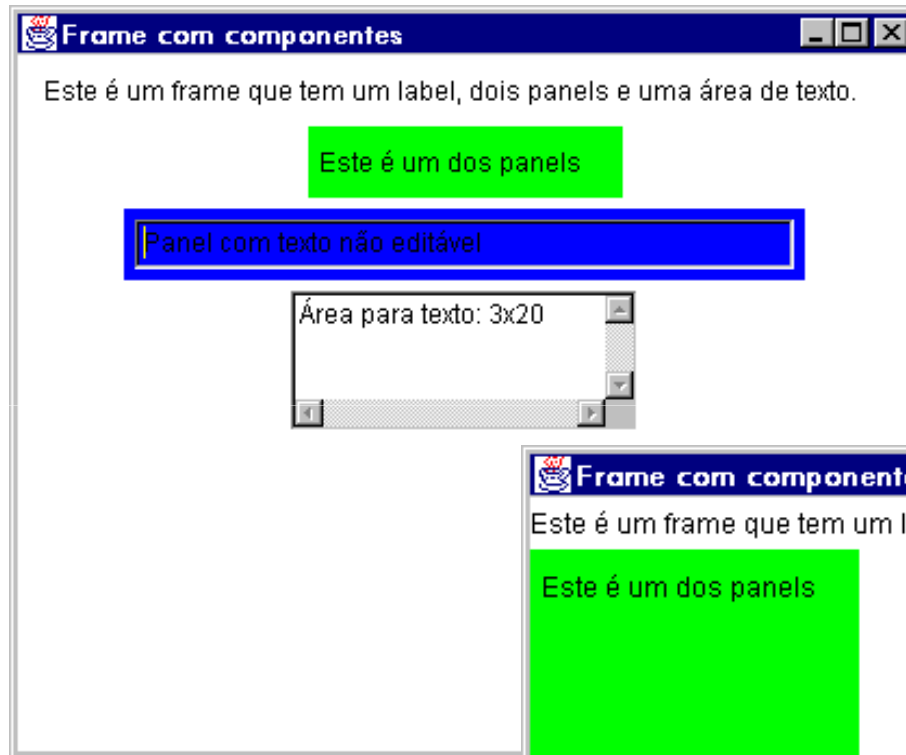 Frame com componentes
Este é um frame que tem um label, dois panels e uma área de texto.
Este é um dos panels
Panel com texto não editável
Área para texto: 3x20
Frame com component
Este é um frame que tem um l
Este é um dos panels